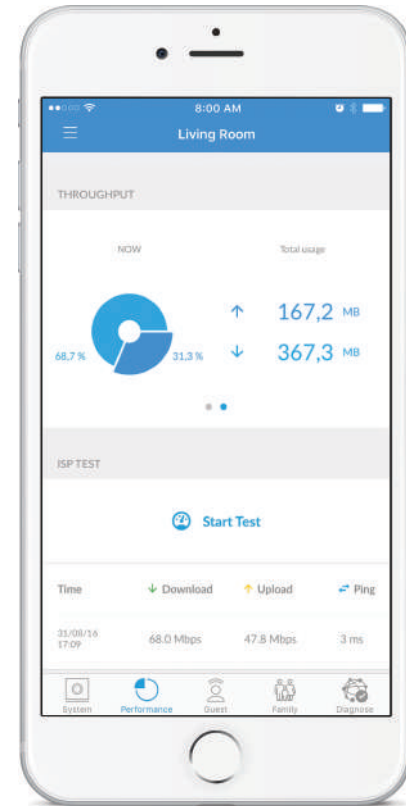 8:00 AM
Living Room
THROUGHPUT
NOW
Total usage
68,7 %
31,3 %
↑ 167,2 MB
↓ 367,3 MB
ISP TEST
Start Test
Time ↓ Download ↑ Upload ⇄ Ping
31/08/16
17:09
68.0 Mbps 47.8 Mbps 3 ms
System Performance Guest Family Diagnose